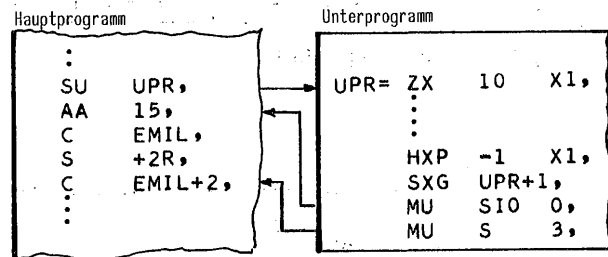 Hauptprogramm
SU UPR,
AA 15,
C EMIL,
S +2R,
C EMIL+2,
Unterprogramm
UPR= ZX 10 X1,
HXP -1 X1,
SXG UPR+1,
MU SIO 0,
MU S 3,